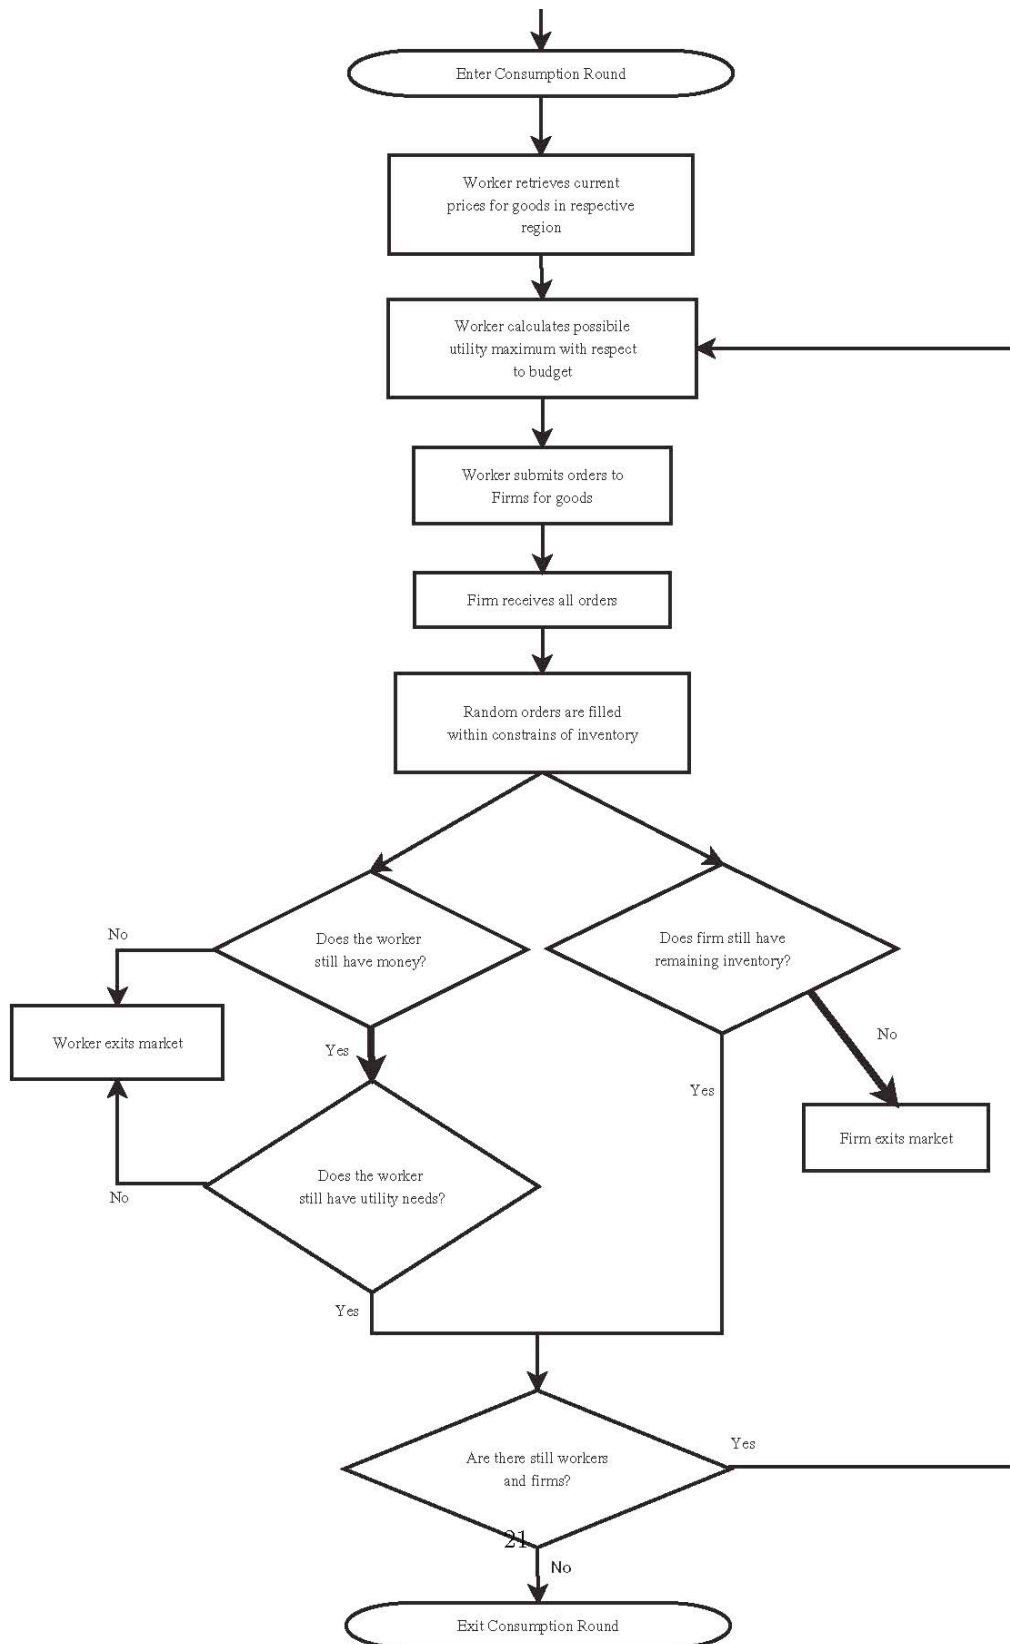 Enter Consumption Round
Worker retrieves current
prices for goods in respective
region
Worker calculates possibile
utility maximum with respect
to budget
Worker submits orders to
Firms for goods
Firm receives all orders
Random orders are filled
within constrains of inventory
Does the worker
still have money?
Does firm still have
remaining inventory?
No
Worker exits market
Yes
No
Yes
Firm exits market
Does the worker
still have utility needs?
No
Yes
Are there still workers
and firms?
Yes
21
No
Exit Consumption Round